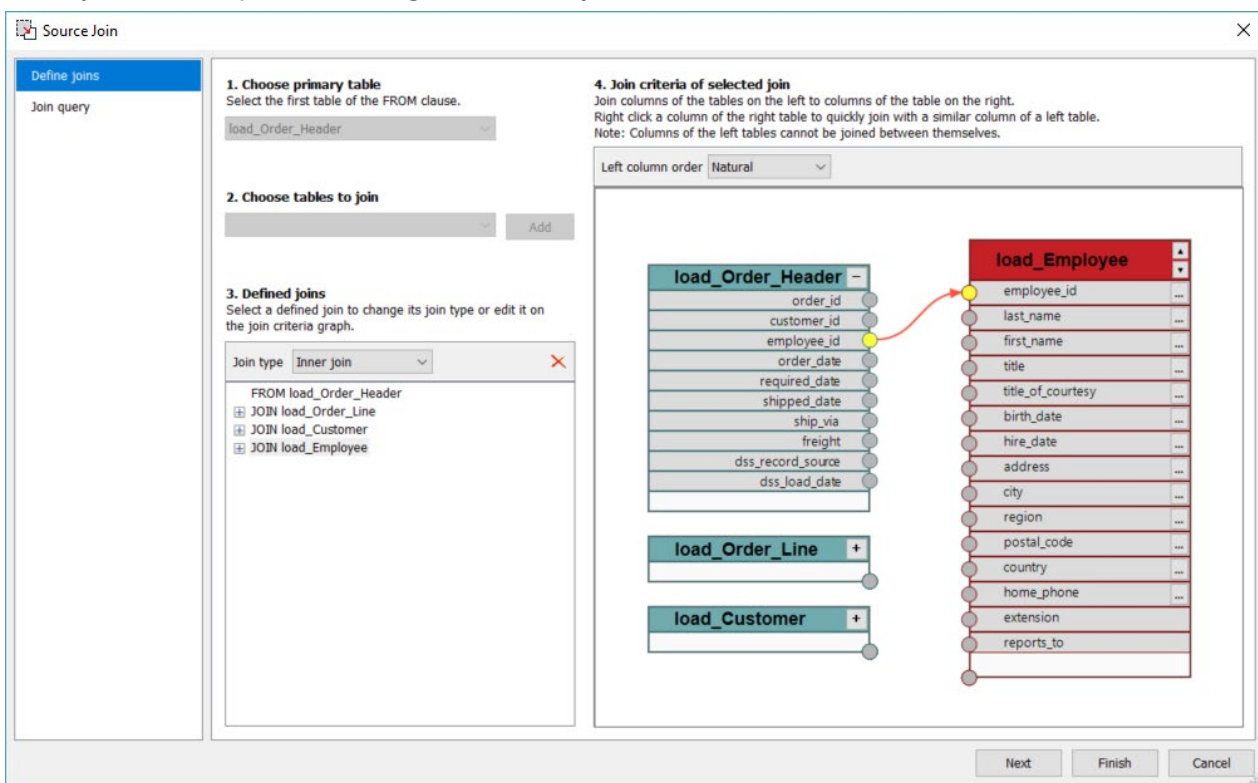 Source Join
Define joins
Join query
1. Choose primary table
Select the first table of the FROM clause.
load_Order_Header
2. Choose tables to join
Add
3. Defined joins
Select a defined join to change its join type or edit it on
the join criteria graph.
Join type Inner join
FROM load_Order_Header
JOIN load_Order_Line
JOIN load_Customer
JOIN load_Employee
4. Join criteria of selected join
Join columns of the tables on the left to columns of the table on the right.
Right click a column of the right table to quickly join with a similar column of a left table.
Note: Columns of the left tables cannot be joined between themselves.
Left column order Natural
load_Order_Header
order_id
customer_id
employee_id
order_date
required_date
shipped_date
ship_via
freight
dss_record_source
dss_load_date
load_Order_Line
load_Customer
load_Employee
employee_id
last_name
first_name
title
title_of_courtesy
birth_date
hire_date
address
city
region
postal_code
country
home_phone
extension
reports_to
Next Finish Cancel